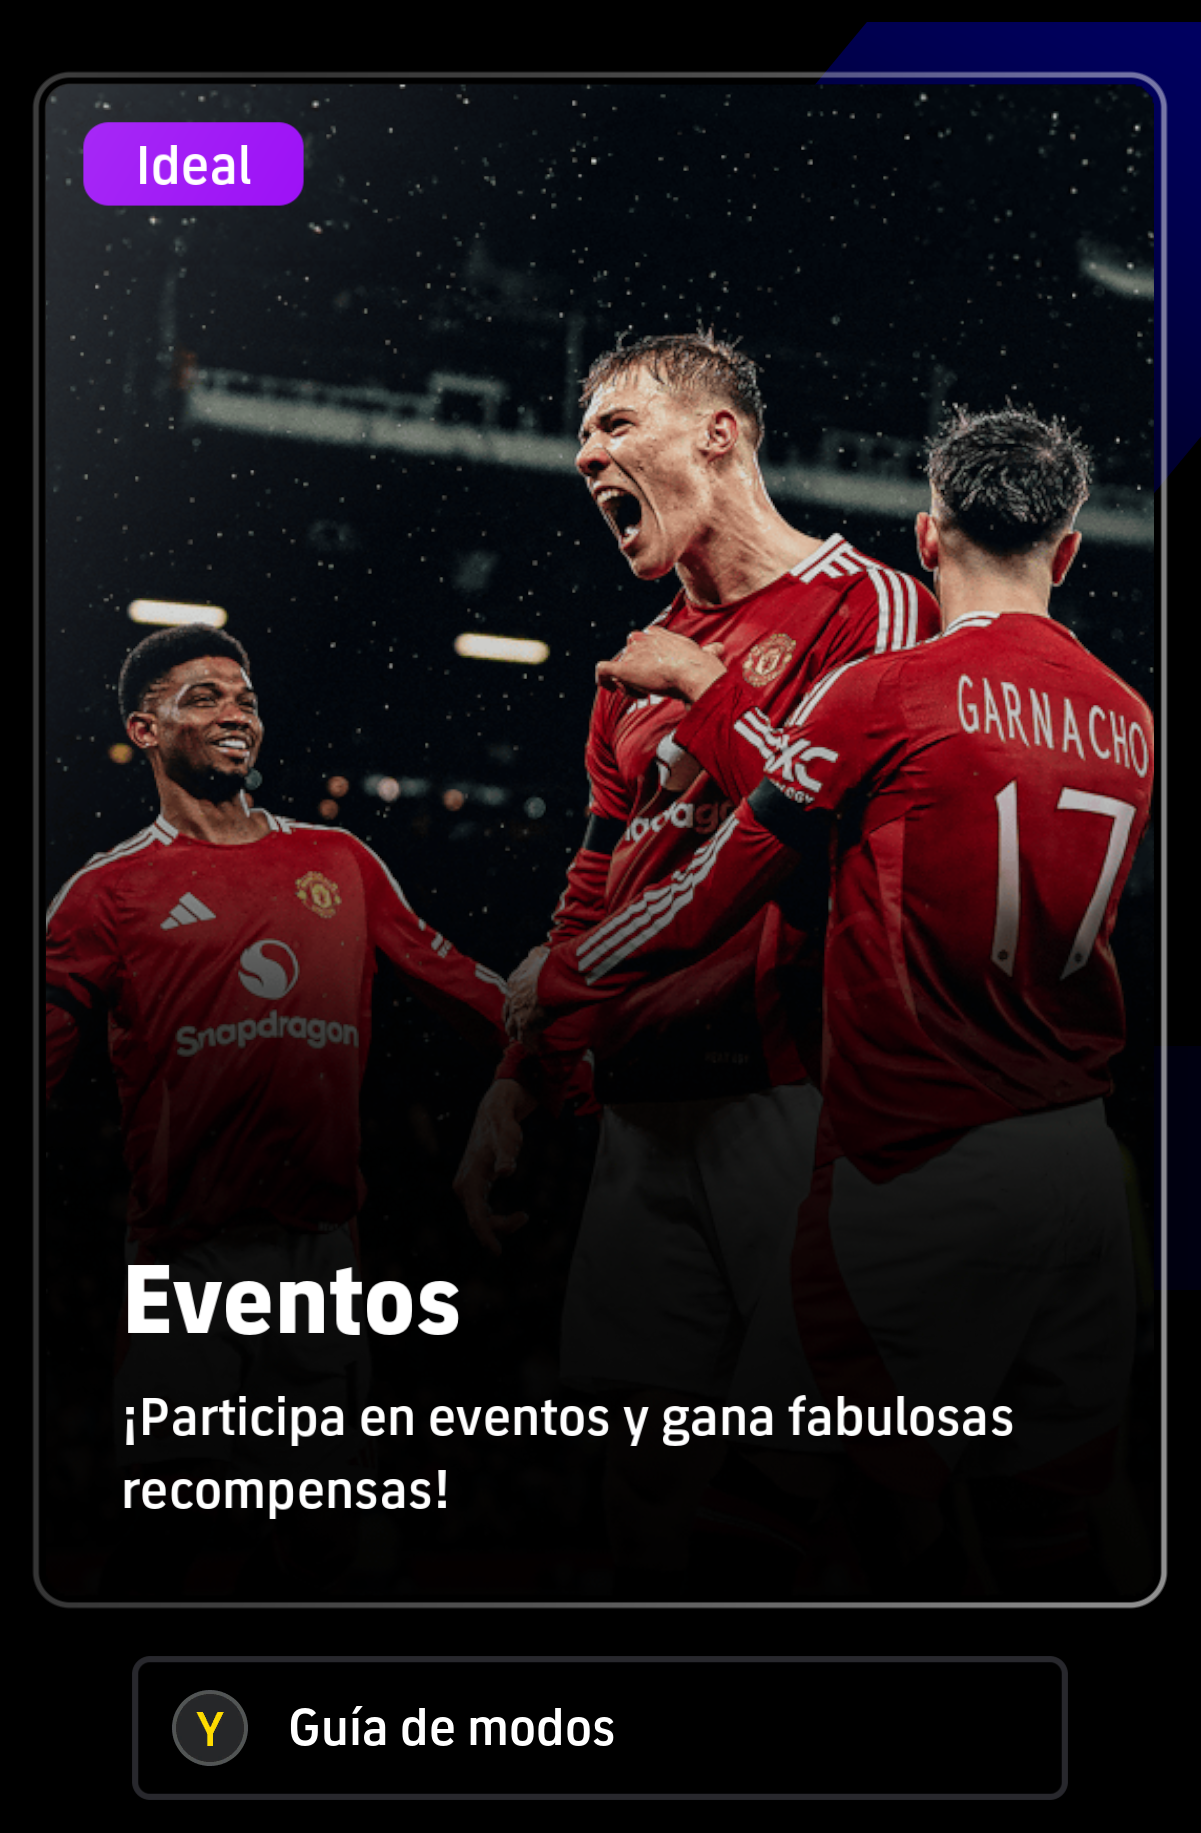 Ideal
GARNACHO
17
Snapdragon
Eventos
¡Participa en eventos y gana fabulosas
recompensas!
Y Guía de modos